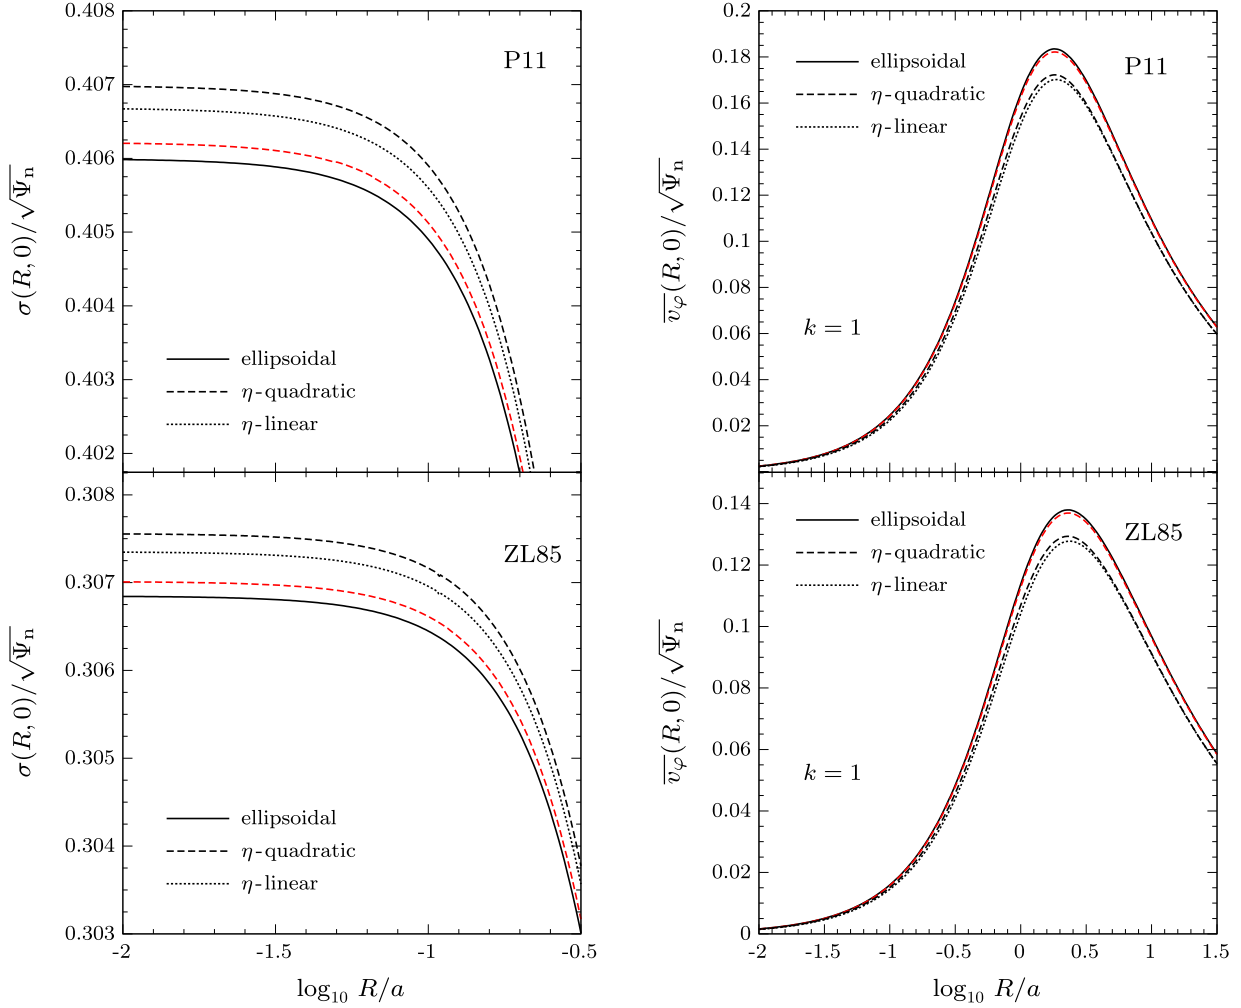 0.408
0.407
0.406
0.405
0.404
0.403
0.402
σ(R, 0)/√Ψn
P11
ellipsoidal
η-quadratic
η-linear
0.2
0.18
0.16
0.14
0.12
0.1
0.08
0.06
0.04
0.02
v̅φ(R, 0)/√Ψn
ellipsoidal
η-quadratic
η-linear
P11
k = 1
0.308
0.307
0.306
0.305
0.304
0.303
σ(R, 0)/√Ψn
ZL85
ellipsoidal
η-quadratic
η-linear
-2 -1.5 -1 -0.5
log10 R/a
0.14
0.12
0.1
0.08
0.06
0.04
0.02
0
v̅φ(R, 0)/√Ψn
ellipsoidal
η-quadratic
η-linear
ZL85
k = 1
-2 -1.5 -1 -0.5 0 0.5 1 1.5
log10 R/a